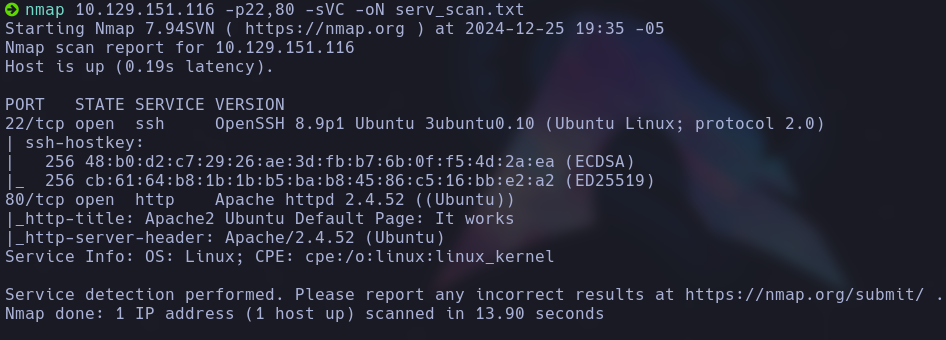 nmap 10.129.151.116 -p22,80 -sVC -oN serv_scan.txt
Starting Nmap 7.94SVN ( https://nmap.org ) at 2024-12-25 19:35 -05
Nmap scan report for 10.129.151.116
Host is up (0.19s latency).
PORT   STATE SERVICE VERSION
22/tcp open  ssh     OpenSSH 8.9p1 Ubuntu 3ubuntu0.10 (Ubuntu Linux; protocol 2.0)
| ssh-hostkey:
|   256 48:b0:d2:c7:29:26:ae:3d:fb:b7:6b:0f:f5:4d:2a:ea (ECDSA)
|_  256 cb:61:64:b8:1b:1b:b5:ba:b8:45:86:c5:16:bb:e2:a2 (ED25519)
80/tcp open  http    Apache httpd 2.4.52 ((Ubuntu))
|_http-title: Apache2 Ubuntu Default Page: It works
|_http-server-header: Apache/2.4.52 (Ubuntu)
Service Info: OS: Linux; CPE: cpe:/o:linux:linux_kernel
Service detection performed. Please report any incorrect results at https://nmap.org/submit/ .
Nmap done: 1 IP address (1 host up) scanned in 13.90 seconds